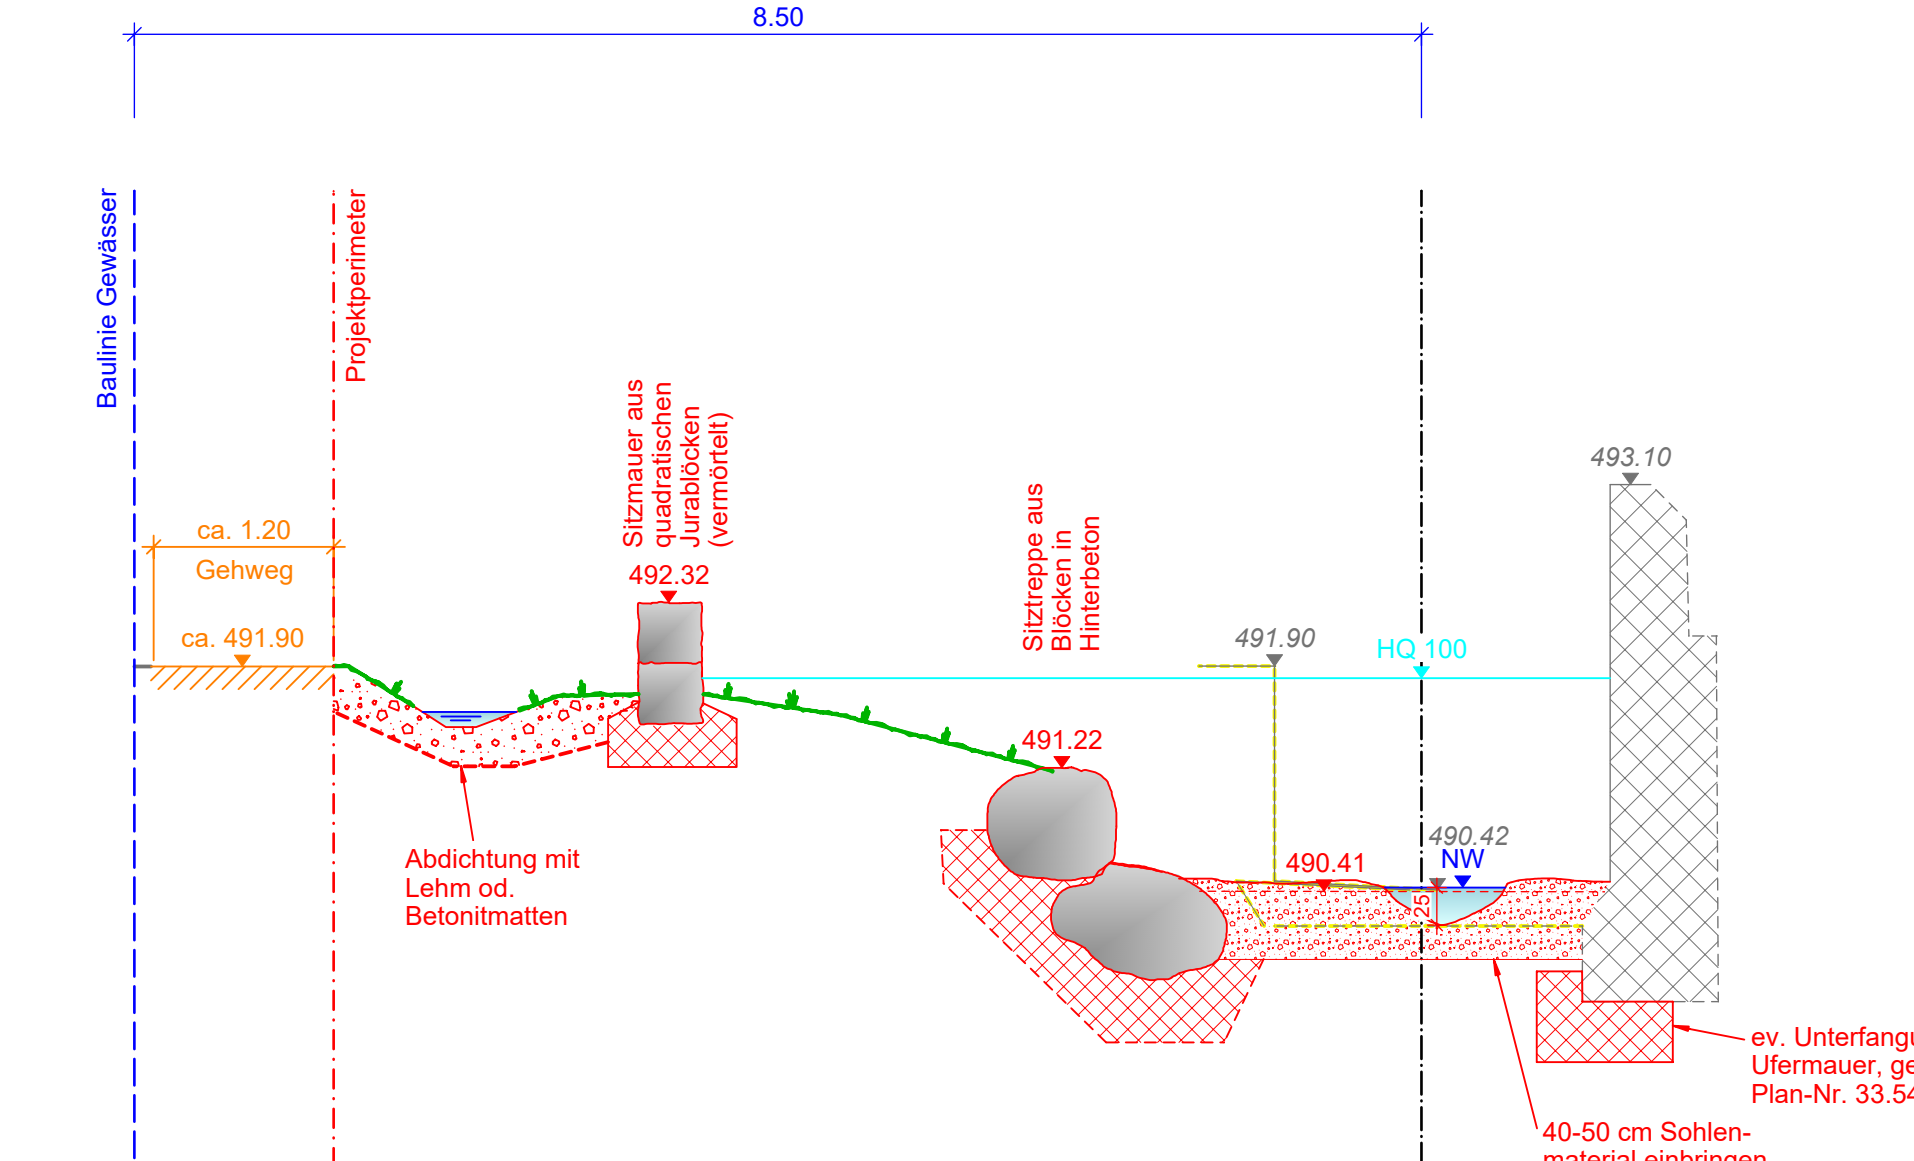 8.50
Baulinie Gewässer
Projektperimeter
Sitzmauer aus
quadratischen
Jurablöcken
(vermörtelt)
492.32
Sitztreppe aus
Blöcken in
Hinterbeton
491.22
493.10
ca. 1.20
Gehweg
ca. 491.90
491.90
HQ 100
490.42
NW
490.41
25
Abdichtung mit
Lehm od.
Betonitmatten
ev. Unterfangu
Ufermauer, ge
Plan-Nr. 33.54
40-50 cm Sohlen-
material einbringen